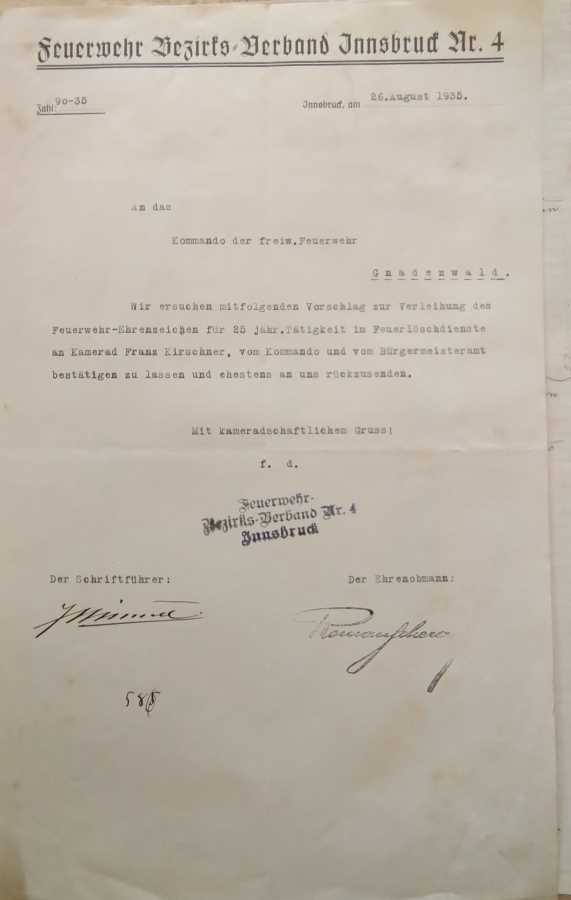 Feuerwehr Bezirks-Verband Innsbruck Nr. 4
Zahl: 90-35
Innsbruck, am 26.August 1935.
An das
Kommando der freiw.Feuerwehr
Gnadenwald.
Wir ersuchen mitfolgenden Vorschlag zur Verleihung des
Feuerwehr-Ehrenzeichen für 25 jähr.Tätigkeit im Feuerlöschdienste
an Kamerad Franz Kirschner, vom Kommando und vom Bürgermeisteramt
bestätigen zu lassen und ehestens an uns rückzusenden.
Mit kameradschaftlichem Gruss!
f. d.
Feuerwehr-
Bezirks-Verband Nr. 4
Innsbruck
Der Schriftführer:
Der Ehrenobmann: